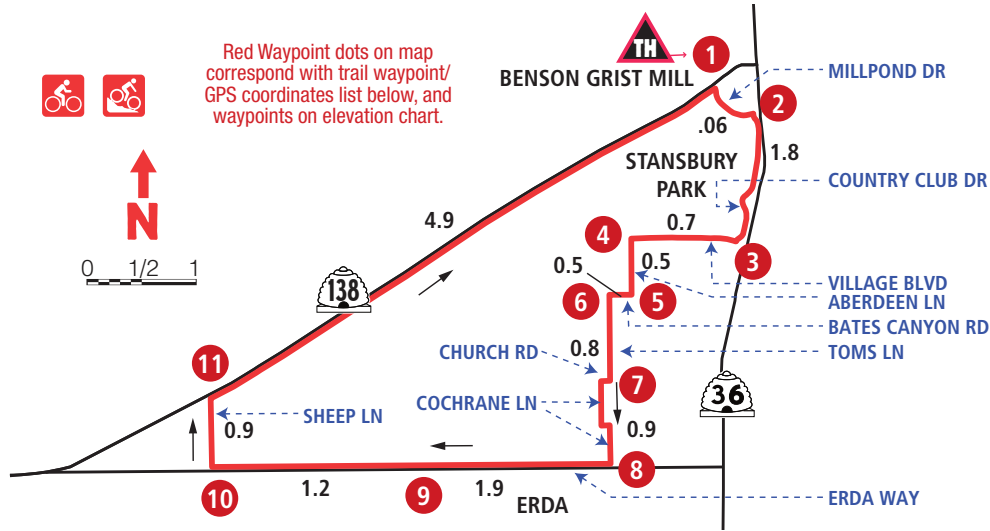 Red Waypoint dots on map
correspond with trail waypoint/
GPS coordinates list below, and
waypoints on elevation chart.
TH
1
BENSON GRIST MILL
MILLPOND DR
2
.06
1.8
STANSBURY
PARK
COUNTRY CLUB DR
N
0 1/2 1
4.9
4
0.7
3
0.5
0.5
VILLAGE BLVD
ABERDEEN LN
138
6
5
BATES CANYON RD
CHURCH RD
0.8
TOMS LN
11
7
36
SHEEP LN
COCHRANE LN
0.9
0.9
8
10
1.2
9
1.9
ERDA
ERDA WAY